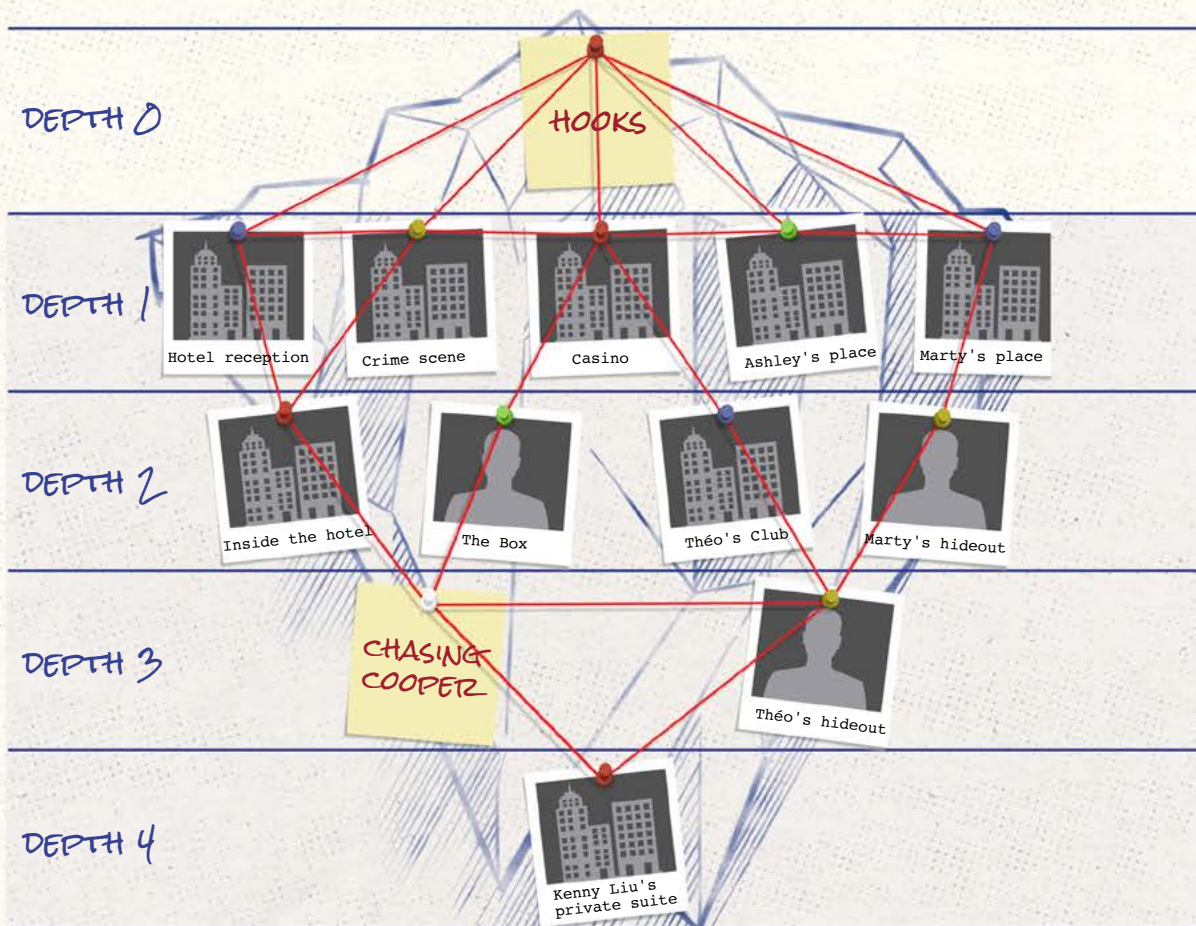 DEPTH 0
HOOKS
DEPTH 1
Hotel reception
Crime scene
Casino
Ashley's place
Marty's place
DEPTH 2
Inside the hotel
The Box
Théo's Club
Marty's hideout
DEPTH 3
CHASING
COOPER
Théo's hideout
DEPTH 4
Kenny Liu's
private suite